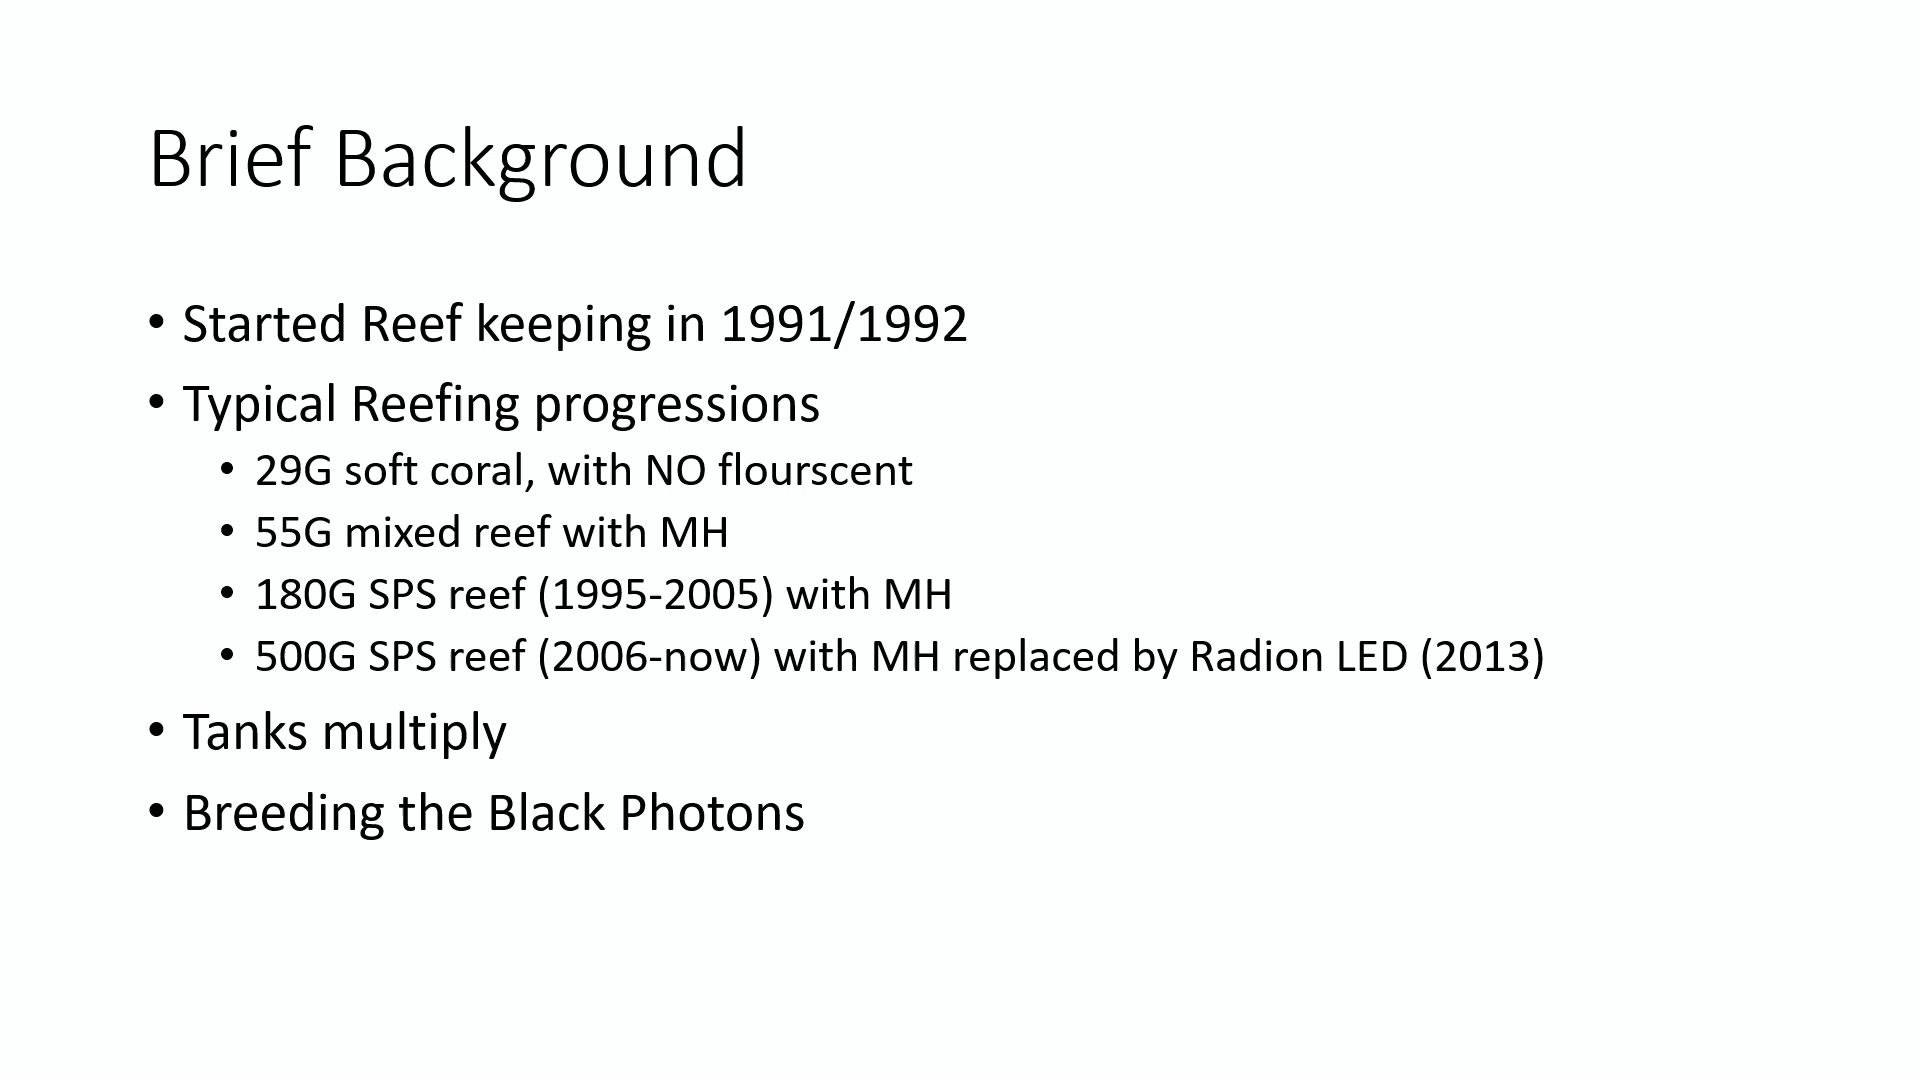 Brief Background
• Started Reef keeping in 1991/1992
• Typical Reefing progressions
• 29G soft coral, with NO flourscent
• 55G mixed reef with MH
• 180G SPS reef (1995-2005) with MH
• 500G SPS reef (2006-now) with MH replaced by Radion LED (2013)
• Tanks multiply
• Breeding the Black Photons